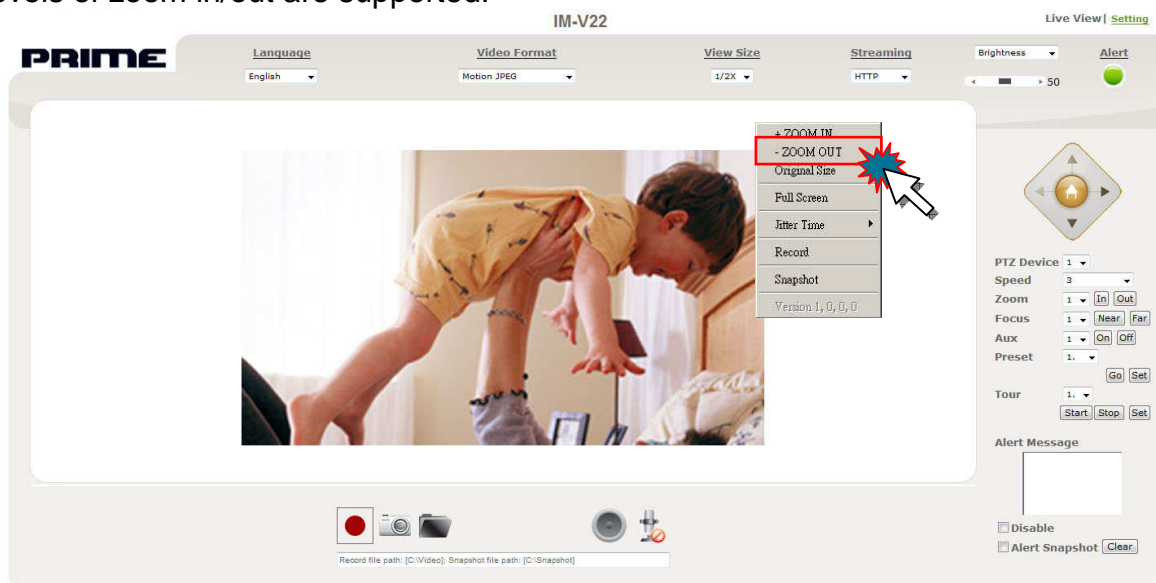 evels of zoom in/out are supported.
IM-V22
Live View| Setting
PRIME
Language
Video Format
View Size
Streaming
Brightness
Alert
English
Motion JPEG
1/2X
HTTP
50
+ ZOOM IN
- ZOOM OUT
Original Size
Full Screen
Jitter Time
Record
Snapshot
Version 1, 0, 0, 0
PTZ Device 1
Speed 3
Zoom 1 In Out
Focus 1 Near Far
Aux 1 On Off
Preset 1.
Go Set
Tour 1.
Start Stop Set
Alert Message
Disable
Alert Snapshot Clear
Record file path: [C:\Video]; Snapshot file path: [C:\Snapshot]